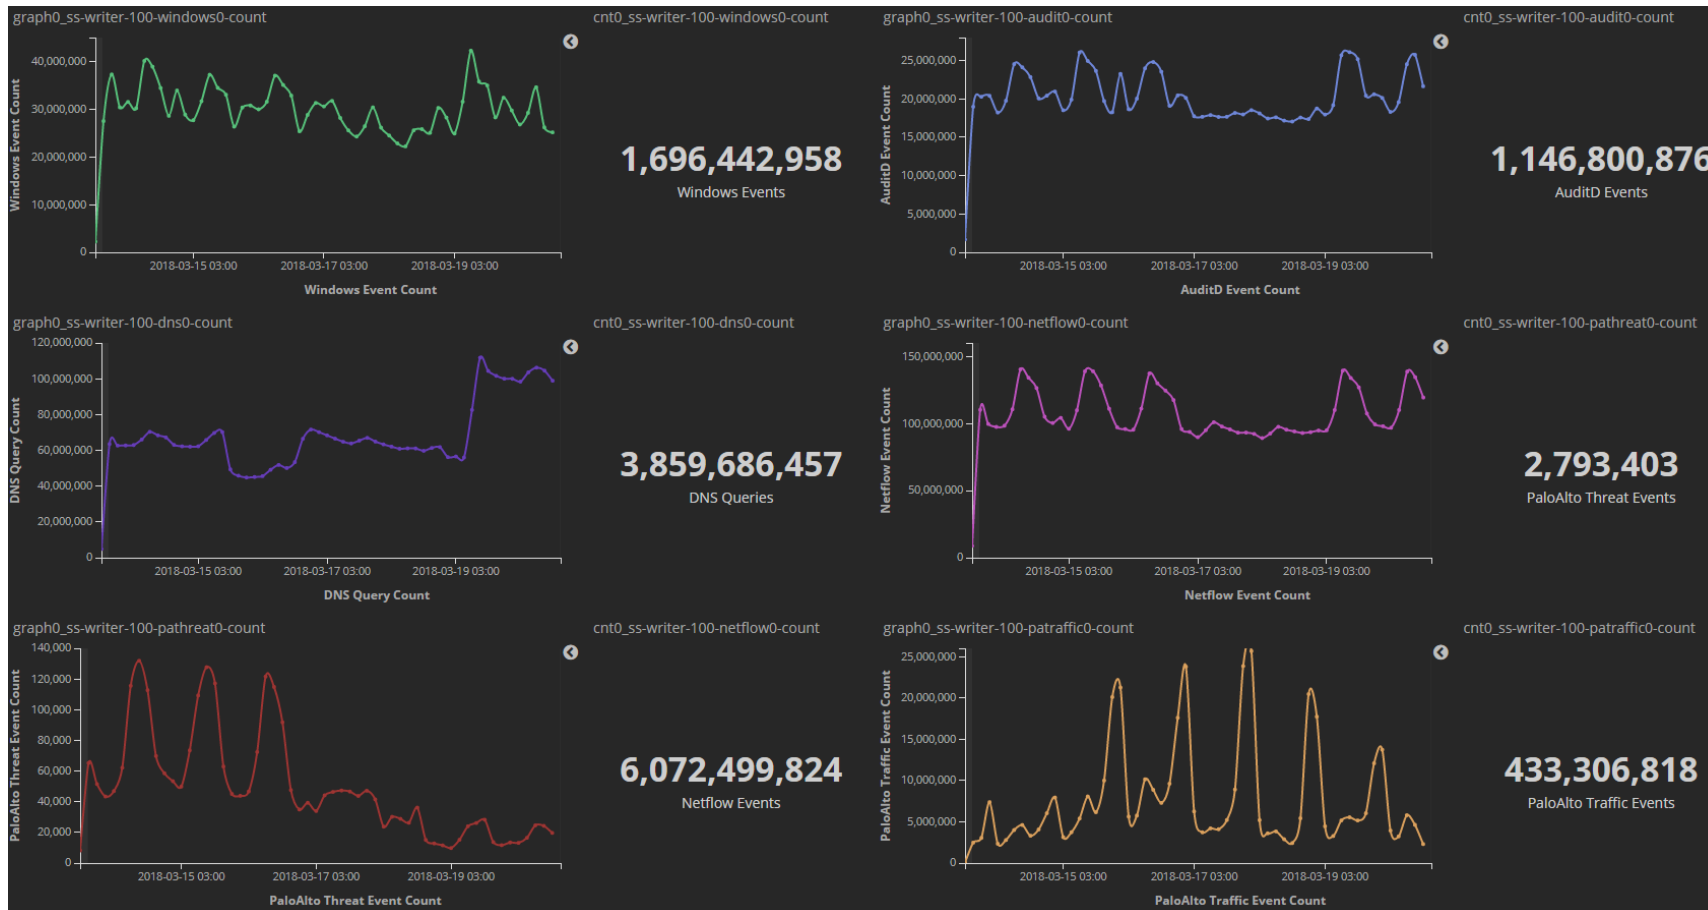 graph0_ss-writer-100-windows0-count
40,000,000
30,000,000
20,000,000
10,000,000
0
Windows Event Count
2018-03-15 03:00
2018-03-17 03:00
2018-03-19 03:00
Windows Event Count
cnt0_ss-writer-100-windows0-count
1,696,442,958
Windows Events
graph0_ss-writer-100-audit0-count
25,000,000
20,000,000
15,000,000
10,000,000
5,000,000
0
AuditD Event Count
2018-03-15 03:00
2018-03-17 03:00
2018-03-19 03:00
AuditD Event Count
cnt0_ss-writer-100-audit0-count
1,146,800,876
AuditD Events
graph0_ss-writer-100-dns0-count
120,000,000
100,000,000
80,000,000
60,000,000
40,000,000
20,000,000
0
DNS Query Count
2018-03-15 03:00
2018-03-17 03:00
2018-03-19 03:00
DNS Query Count
cnt0_ss-writer-100-dns0-count
3,859,686,457
DNS Queries
graph0_ss-writer-100-netflow0-count
150,000,000
100,000,000
50,000,000
0
Netflow Event Count
2018-03-15 03:00
2018-03-17 03:00
2018-03-19 03:00
Netflow Event Count
cnt0_ss-writer-100-pathreat0-count
2,793,403
PaloAlto Threat Events
graph0_ss-writer-100-pathreat0-count
140,000
120,000
100,000
80,000
60,000
40,000
20,000
0
PaloAlto Threat Event Count
2018-03-15 03:00
2018-03-17 03:00
2018-03-19 03:00
PaloAlto Threat Event Count
cnt0_ss-writer-100-netflow0-count
6,072,499,824
Netflow Events
graph0_ss-writer-100-patraffic0-count
25,000,000
20,000,000
15,000,000
10,000,000
5,000,000
0
PaloAlto Traffic Event Count
2018-03-15 03:00
2018-03-17 03:00
2018-03-19 03:00
PaloAlto Traffic Event Count
cnt0_ss-writer-100-patraffic0-count
433,306,818
PaloAlto Traffic Events